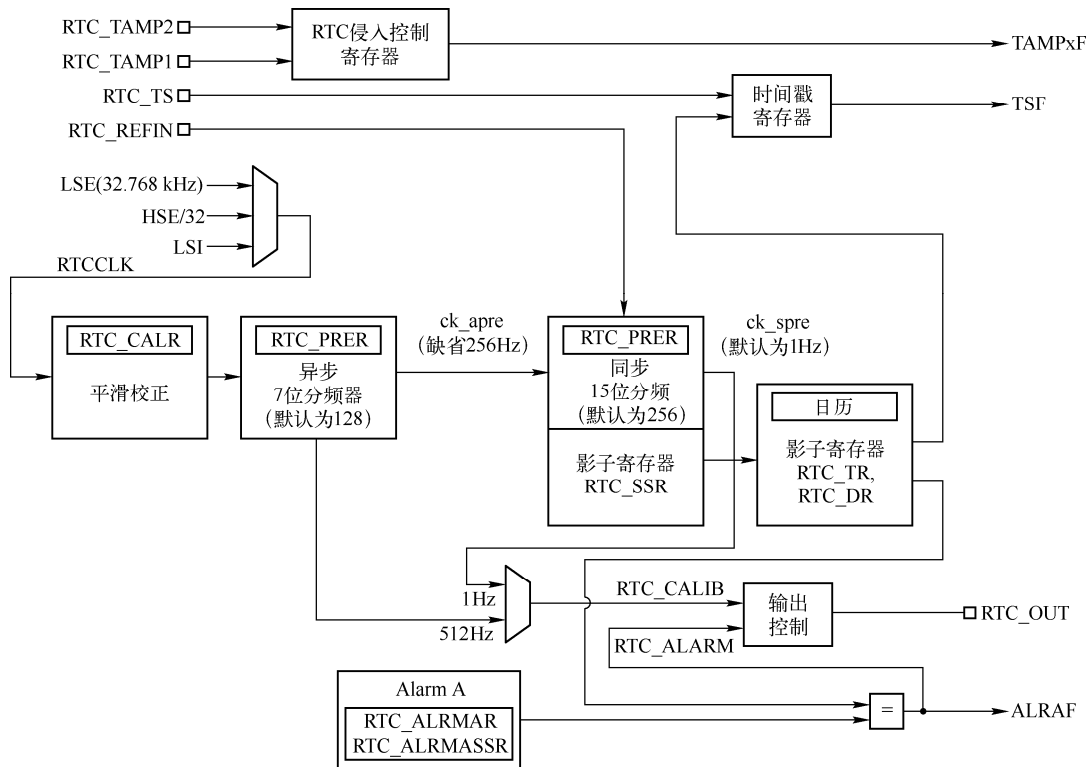 RTC_TAMP2
RTC_TAMP1
RTC侵入控制
寄存器
TAMPxF
RTC_TS
RTC_REFIN
时间戳
寄存器
TSF
LSE(32.768 kHz)
HSE/32
LSI
RTCCLK
RTC_CALR
平滑校正
RTC_PRER
异步
7位分频器
(默认为128)
ck_apre
(缺省256Hz)
RTC_PRER
同步
15位分频
(默认为256)
影子寄存器
RTC_SSR
ck_spre
(默认为1Hz)
日历
影子寄存器
RTC_TR,
RTC_DR
1Hz
512Hz
RTC_CALIB
RTC_ALARM
输出
控制
RTC_OUT
Alarm A
RTC_ALRMAR
RTC_ALRMASSR
=
ALRAF